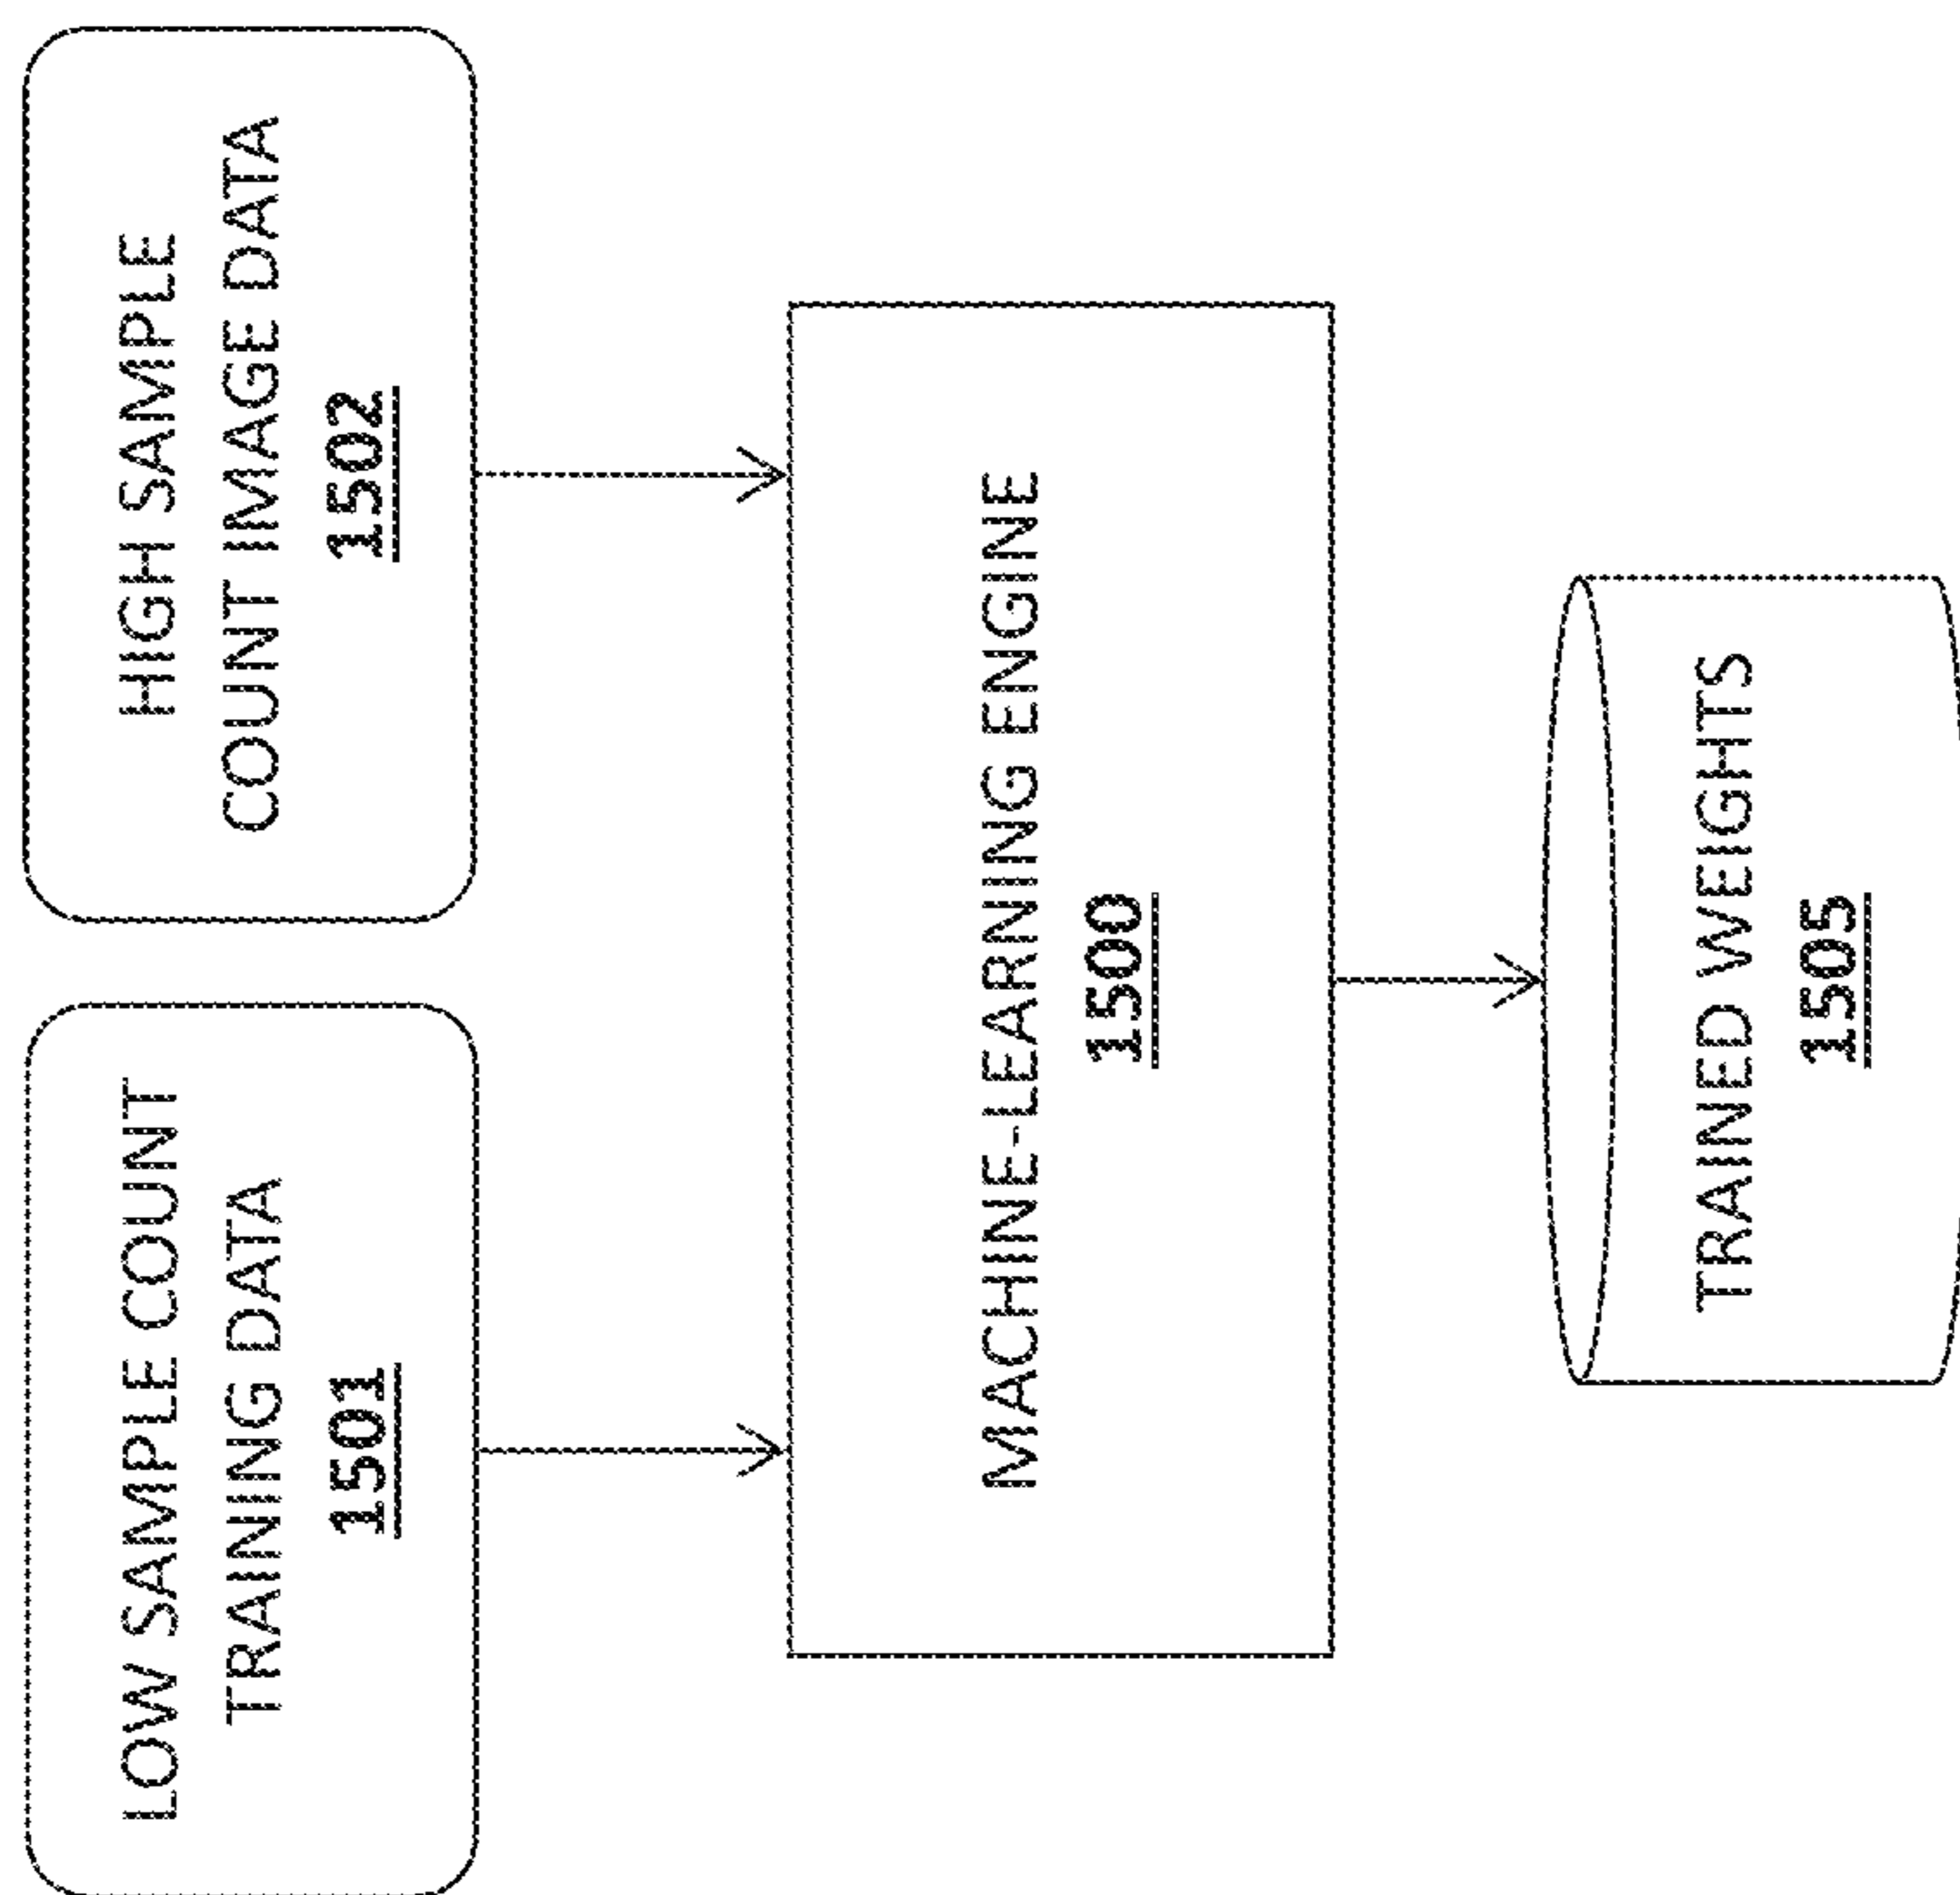 LOW SAMPLE COUNT
TRAINING DATA
1501
HIGH SAMPLE
COUNT IMAGE DATA
1502
MACHINE-LEARNING ENGINE
1500
TRAINED WEIGHTS
1505